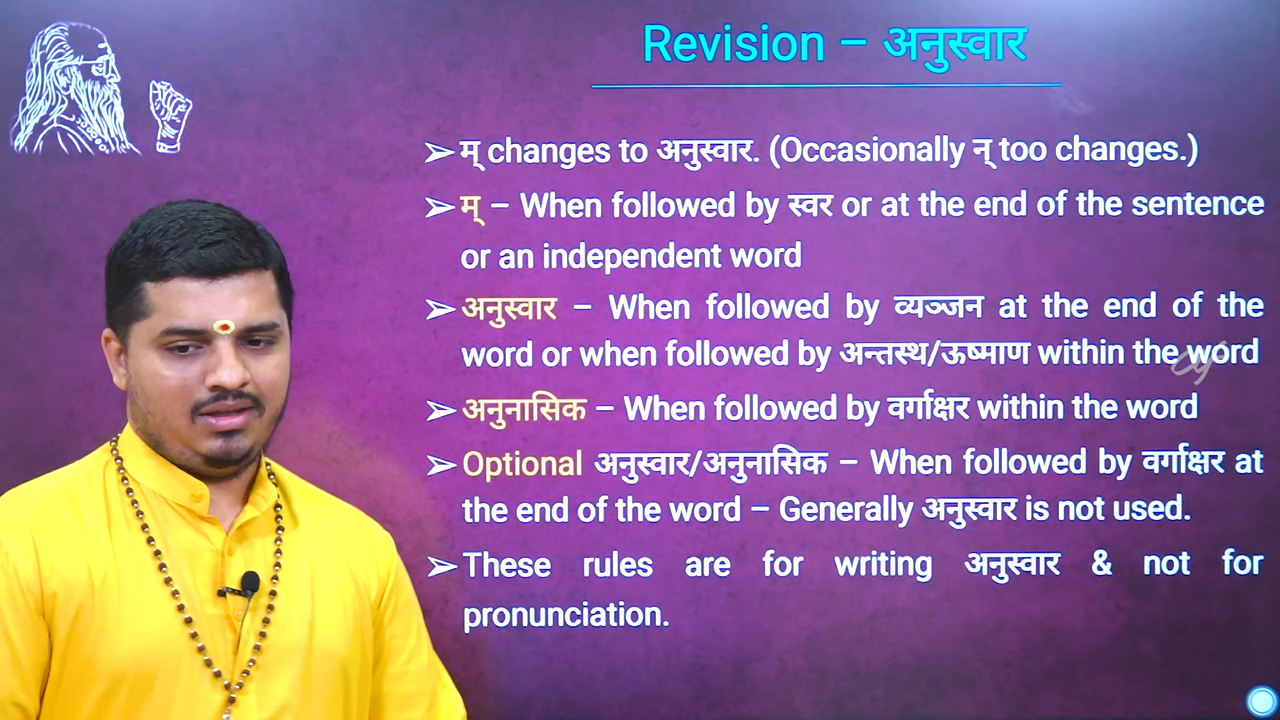 Revision – अनुस्वार
➢ म् changes to अनुस्वार. (Occasionally न् too changes.)
➢ म् – When followed by स्वर or at the end of the sentence
or an independent word
➢ अनुस्वार – When followed by व्यञ्जन at the end of the
word or when followed by अन्तस्थ/ऊष्माण within the word
➢ अनुनासिक – When followed by वर्गाक्षर within the word
➢ Optional अनुस्वार/अनुनासिक – When followed by वर्गाक्षर at
the end of the word – Generally अनुस्वार is not used.
➢ These rules are for writing अनुस्वार & not for
pronunciation.